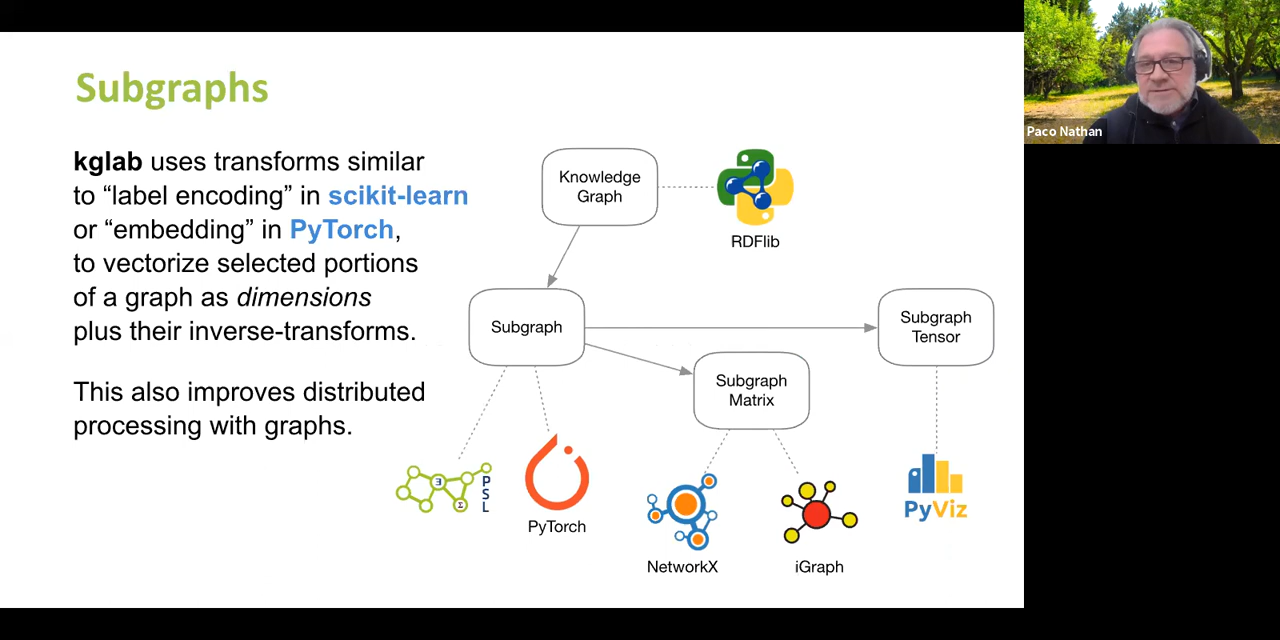 Subgraphs
kglab uses transforms similar
to “label encoding” in scikit-learn
or “embedding” in PyTorch,
to vectorize selected portions
of a graph as dimensions
plus their inverse-transforms.
This also improves distributed
processing with graphs.
Knowledge
Graph
RDFlib
Subgraph
Subgraph
Tensor
Subgraph
Matrix
Ǝ
Σ
P
S
L
PyTorch
NetworkX
iGraph
PyViz
Paco Nathan